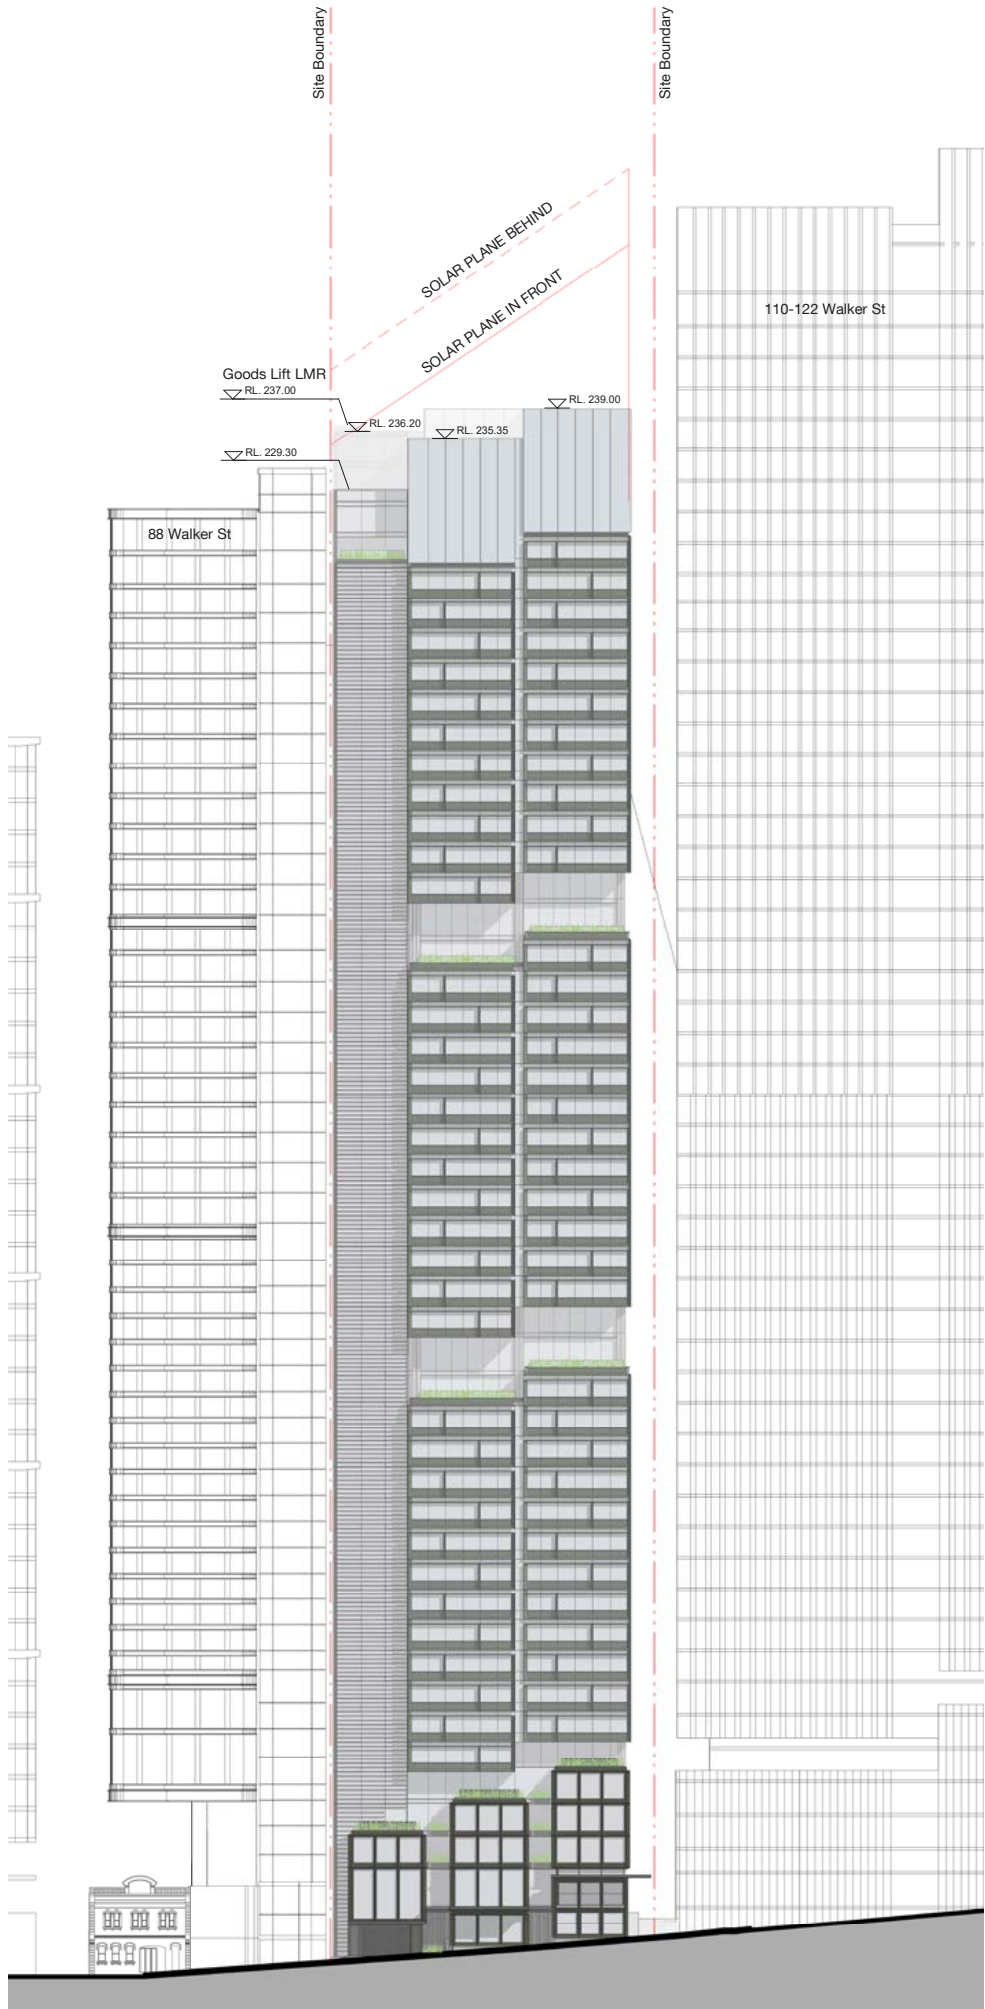 Site Boundary
Site Boundary
SOLAR PLANE BEHIND
SOLAR PLANE IN FRONT
110-122 Walker St
Goods Lift LMR
RL. 237.00
RL. 239.00
RL. 236.20
RL. 235.35
RL. 229.30
88 Walker St